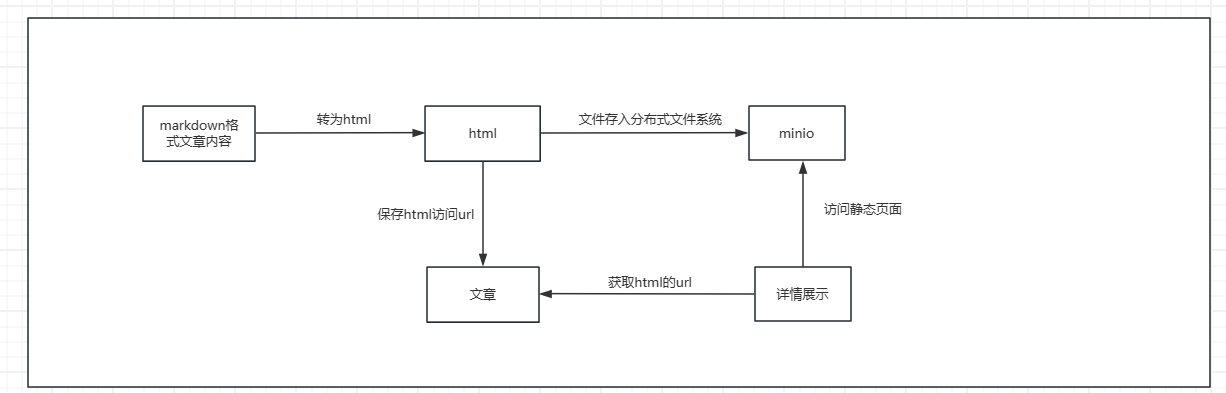 转为html
文件存入分布式文件系统
markdown格
式文章内容
html
minio
保存html访问url
访问静态页面
获取html的url
文章
详情展示